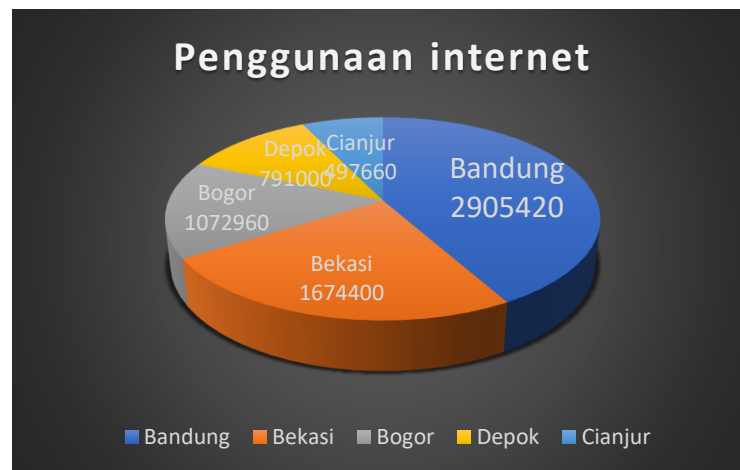 Penggunaan internet
Cianjur
497660
Depok
791000
Bandung
2905420
Bogor
1072960
Bekasi
1674400
Bandung Bekasi Bogor Depok Cianjur